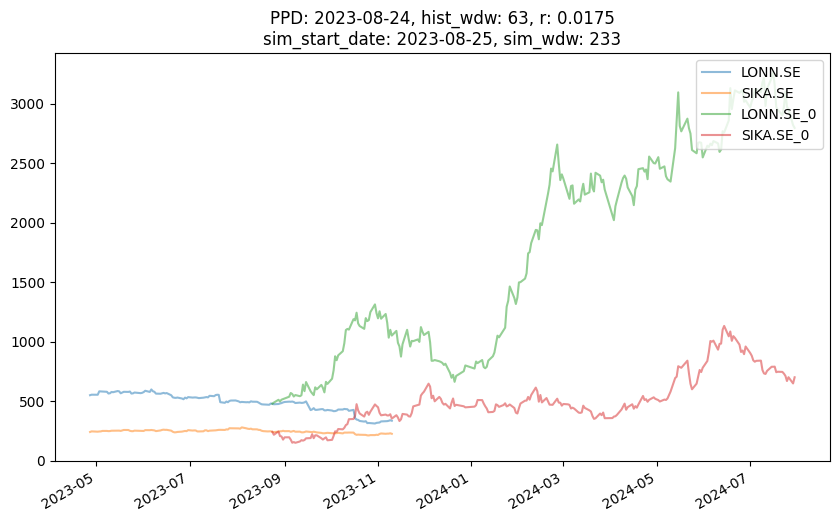 PPD: 2023-08-24, hist_wdw: 63, r: 0.0175
sim_start_date: 2023-08-25, sim_wdw: 233
LONN.SE
SIKA.SE
LONN.SE_0
SIKA.SE_0
3000
2500
2000
1500
1000
500
0
2023-05
2023-07
2023-09
2023-11
2024-01
2024-03
2024-05
2024-07